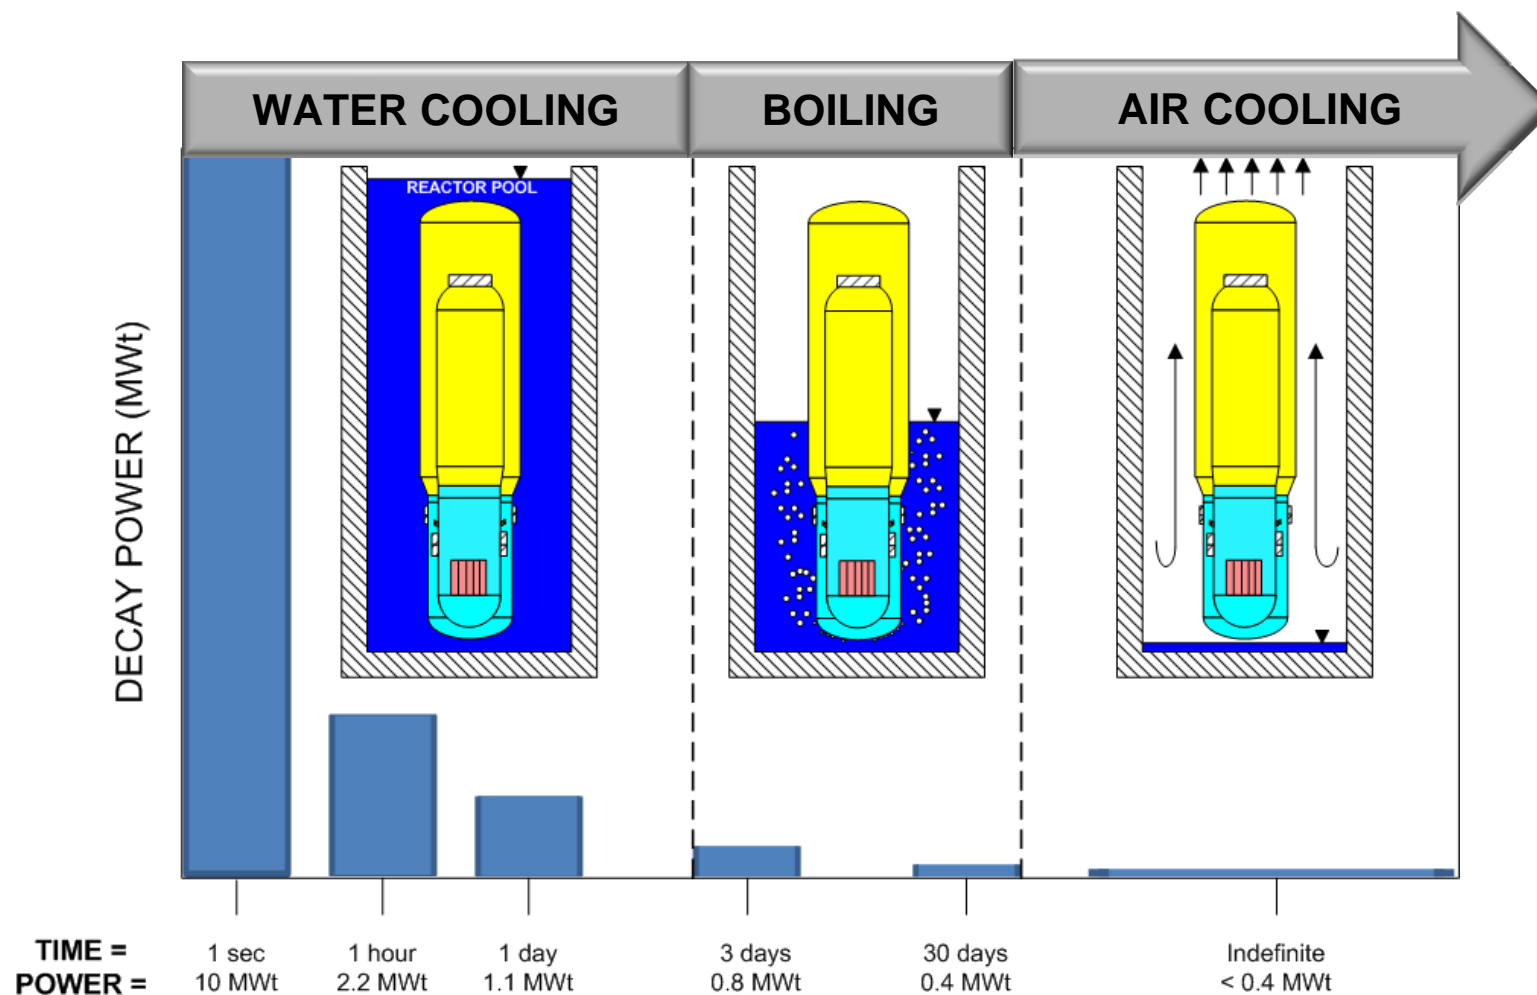 WATER COOLING BOILING AIR COOLING
REACTOR POOL
DECAY POWER (MWt)
TIME = 1 sec 1 hour 1 day 3 days 30 days Indefinite
POWER = 10 MWt 2.2 MWt 1.1 MWt 0.8 MWt 0.4 MWt < 0.4 MWt